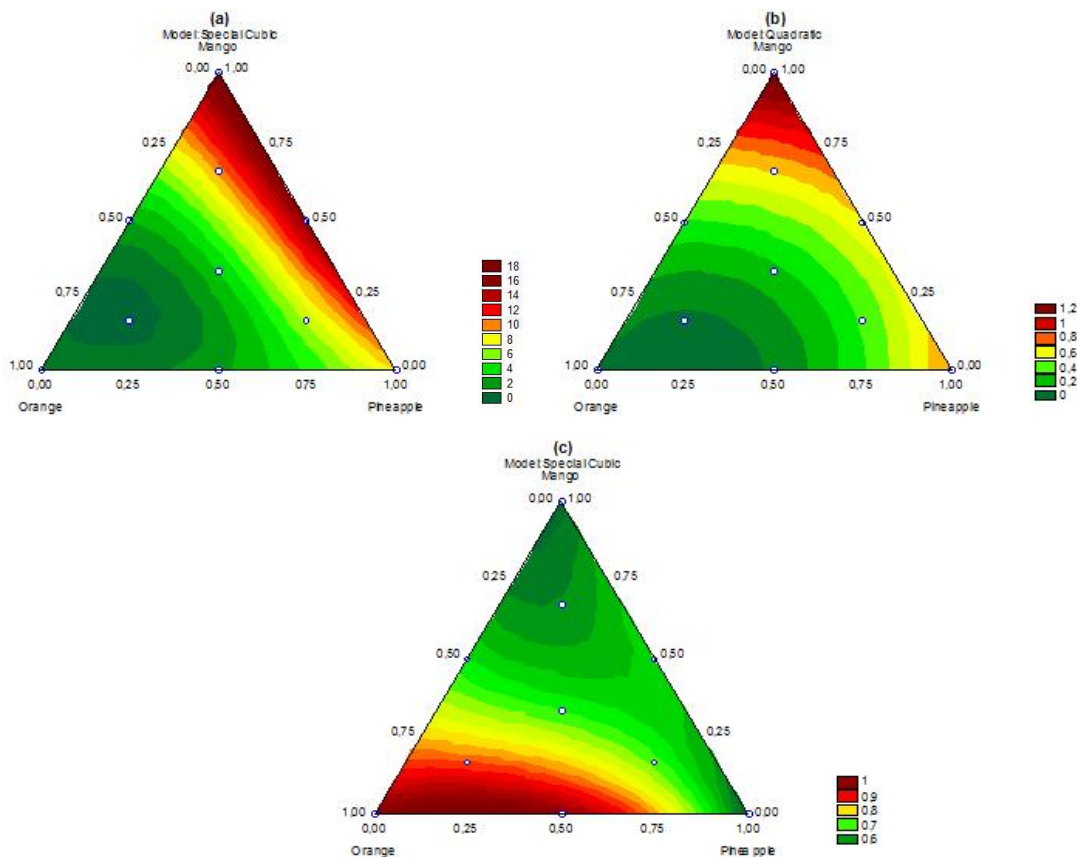 (a)
Model:Special Cubic
Mango
0,00 1,00
0,25 0,75
0,50 0,50
0,75 0,25
1,00 0,00
0,00 0,25 0,50 0,75 1,00
Orange Pineapple
18
16
14
12
10
8
6
4
2
0
(b)
Model:Quadratic
Mango
0,00 1,00
0,25 0,75
0,50 0,50
0,75 0,25
1,00 0,00
0,00 0,25 0,50 0,75 1,00
Orange Pineapple
1,2
1
0,8
0,6
0,4
0,2
0
(c)
Model:Special Cubic
Mango
0,00 1,00
0,25 0,75
0,50 0,50
0,75 0,25
1,00 0,00
0,00 0,25 0,50 0,75 1,00
Orange Pineapple
1
0,9
0,8
0,7
0,6